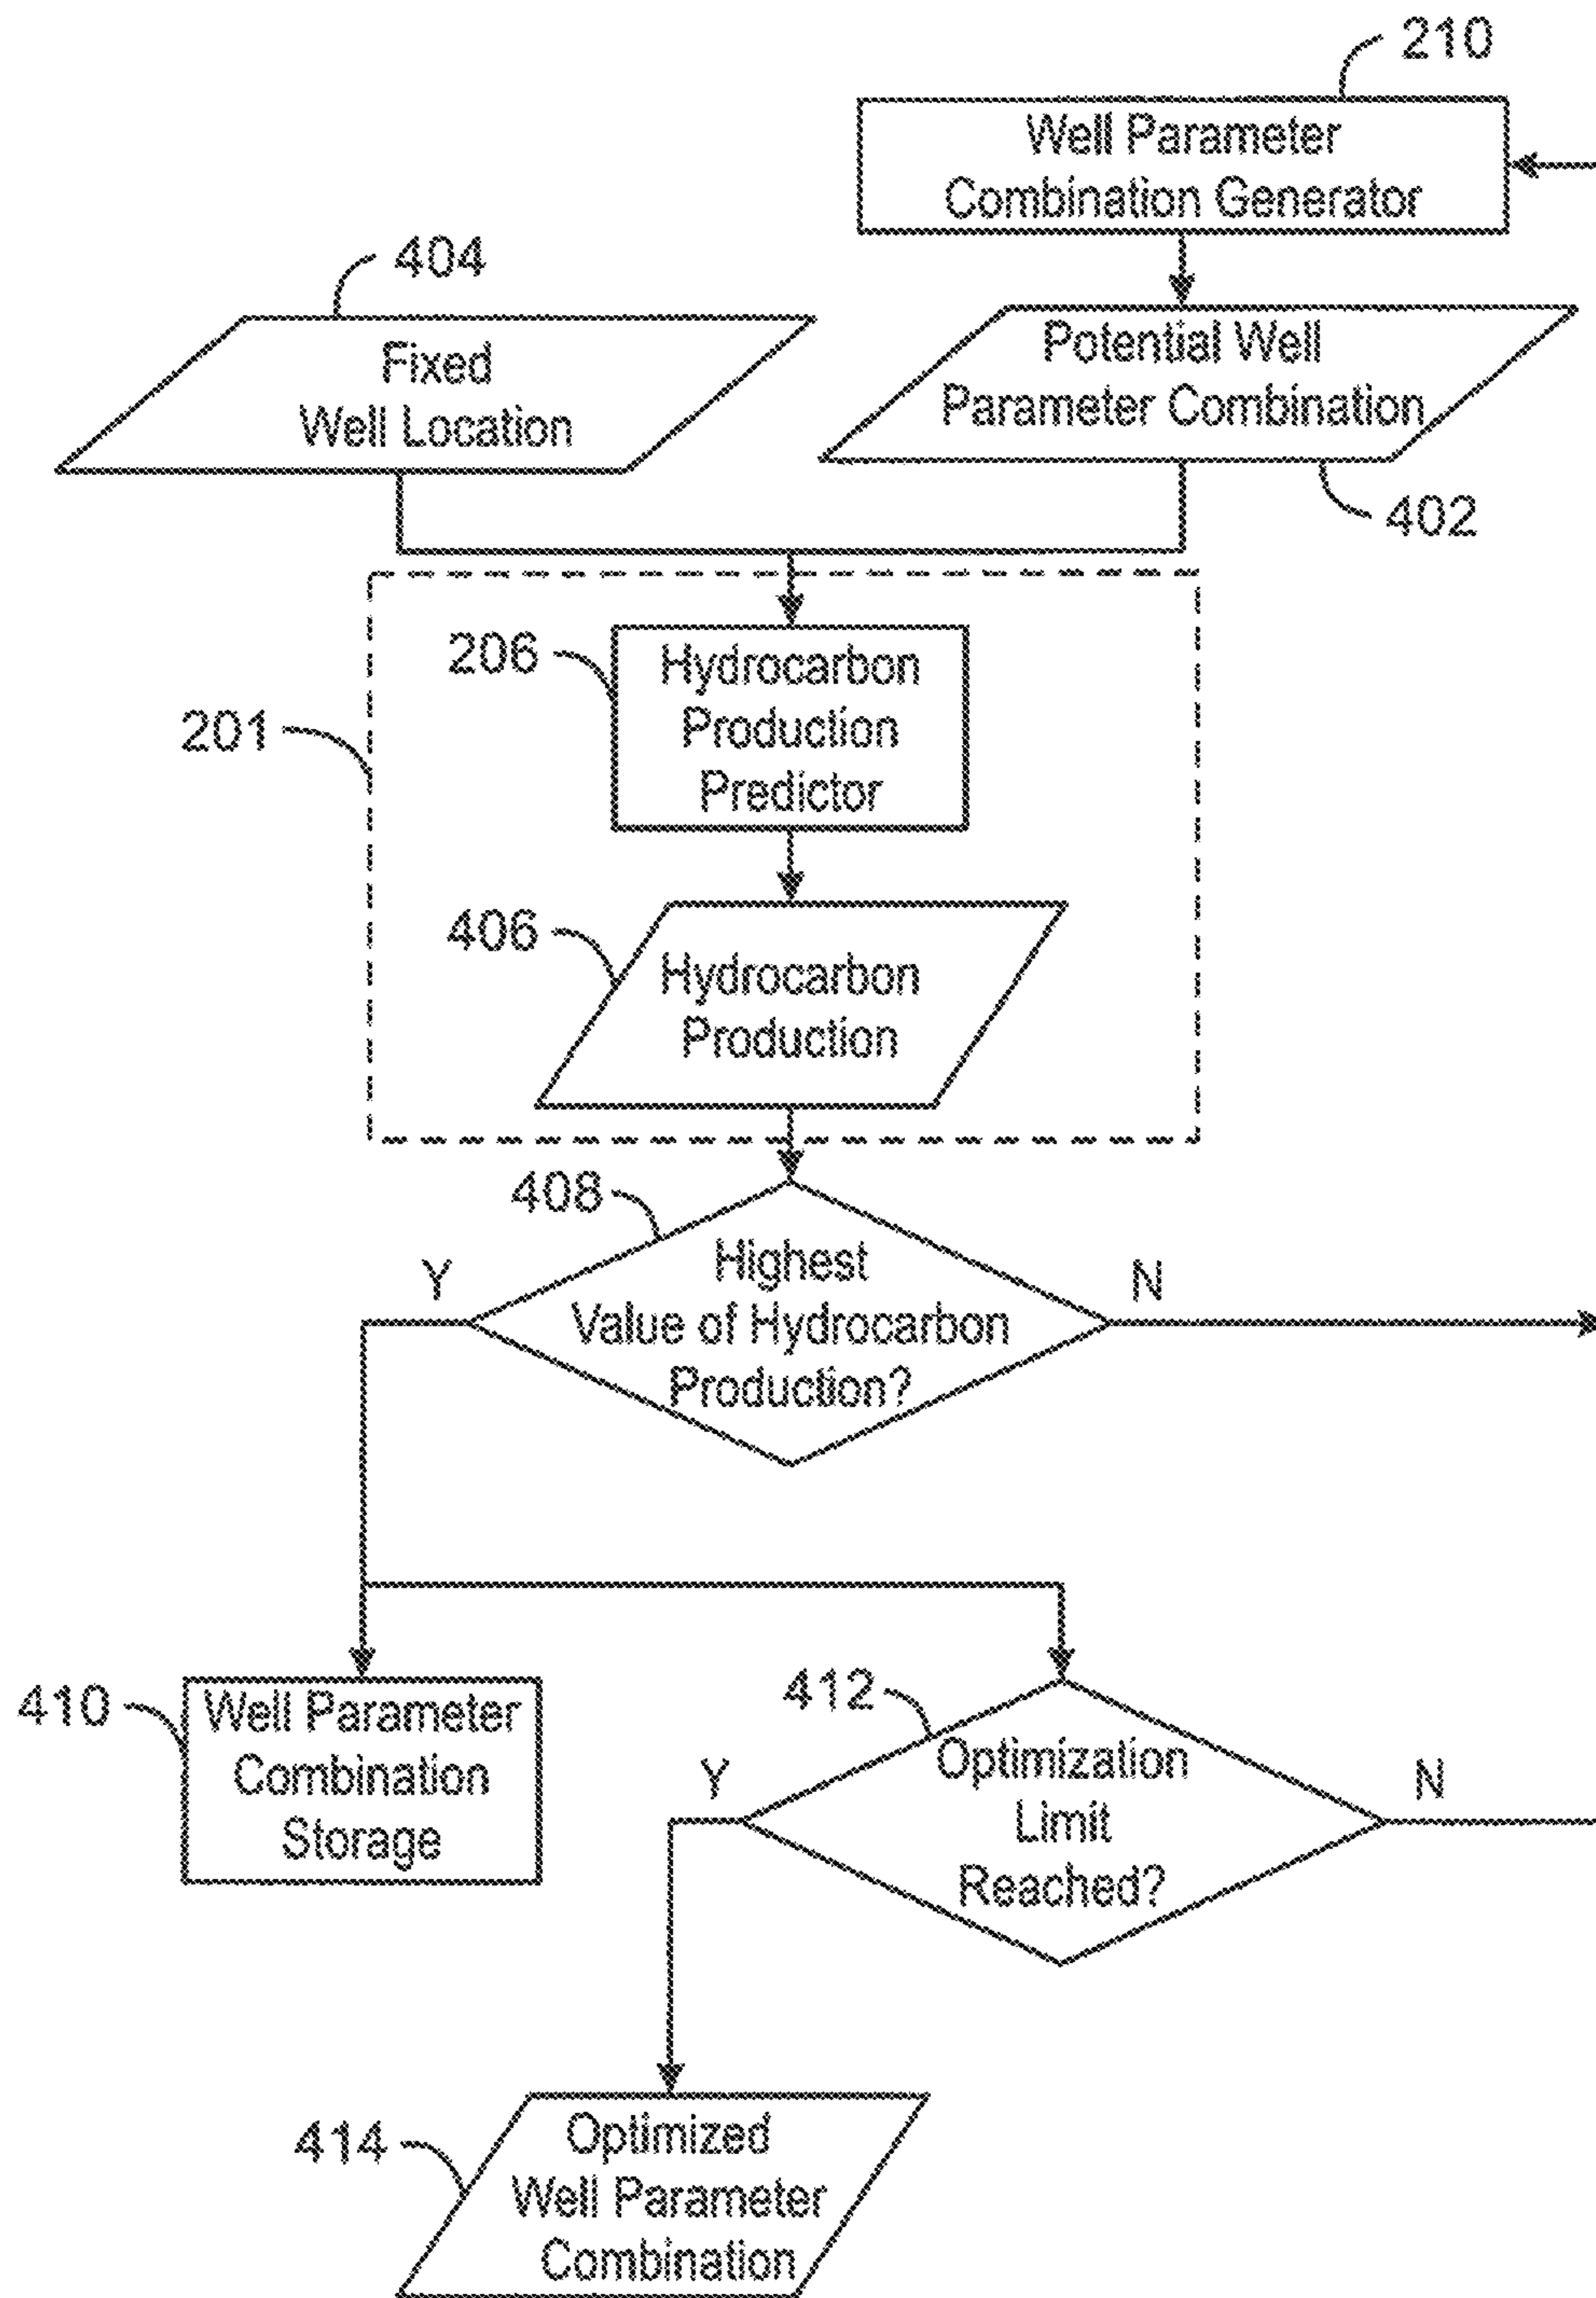 210
Well Parameter
Combination Generator
404
Fixed
Well Location
Potential Well
Parameter Combination
402
206
Hydrocarbon
Production
Predictor
201
406
Hydrocarbon
Production
408
Y
Highest
Value of Hydrocarbon
Production?
N
410
Well Parameter
Combination
Storage
412
Y
Optimization
Limit
Reached?
N
414
Optimized
Well Parameter
Combination